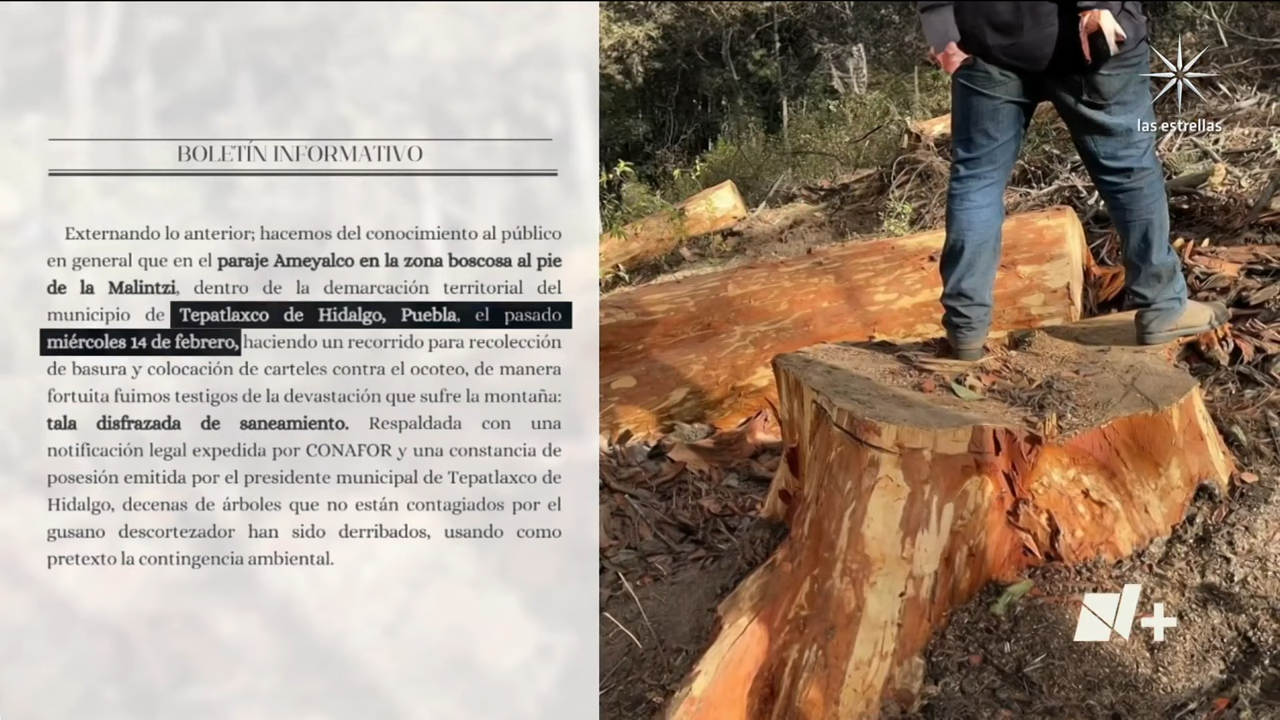 BOLETÍN INFORMATIVO
Externando lo anterior; hacemos del conocimiento al público
en general que en el paraje Ameyalco en la zona boscosa al pie
de la Malintzi, dentro de la demarcación territorial del
municipio de Tepatlaxco de Hidalgo, Puebla, el pasado
miércoles 14 de febrero, haciendo un recorrido para recolección
de basura y colocación de carteles contra el ocoteo, de manera
fortuita fuimos testigos de la devastación que sufre la montaña:
tala disfrazada de saneamiento. Respaldada con una
notificación legal expedida por CONAFOR y una constancia de
posesión emitida por el presidente municipal de Tepatlaxco de
Hidalgo, decenas de árboles que no están contagiados por el
gusano descortezador han sido derribados, usando como
pretexto la contingencia ambiental.
las estrellas
N+